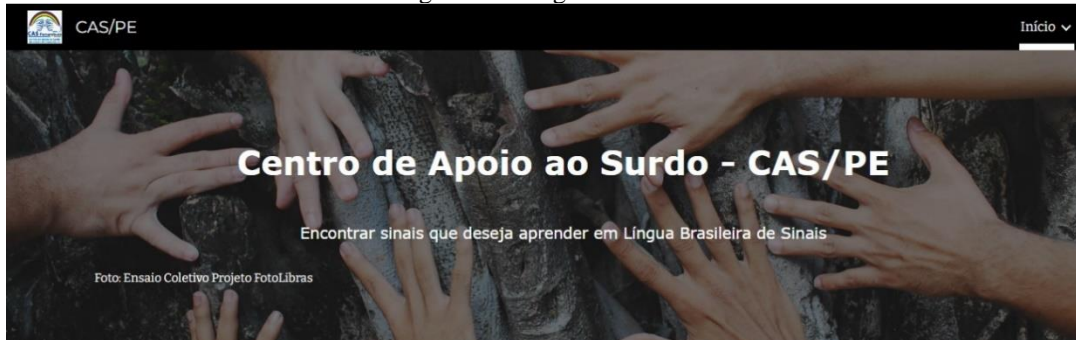 CAS/PE
Início
Centro de Apoio ao Surdo - CAS/PE
Encontrar sinais que deseja aprender em Língua Brasileira de Sinais
Foto: Ensaio Coletivo Projeto FotoLibras